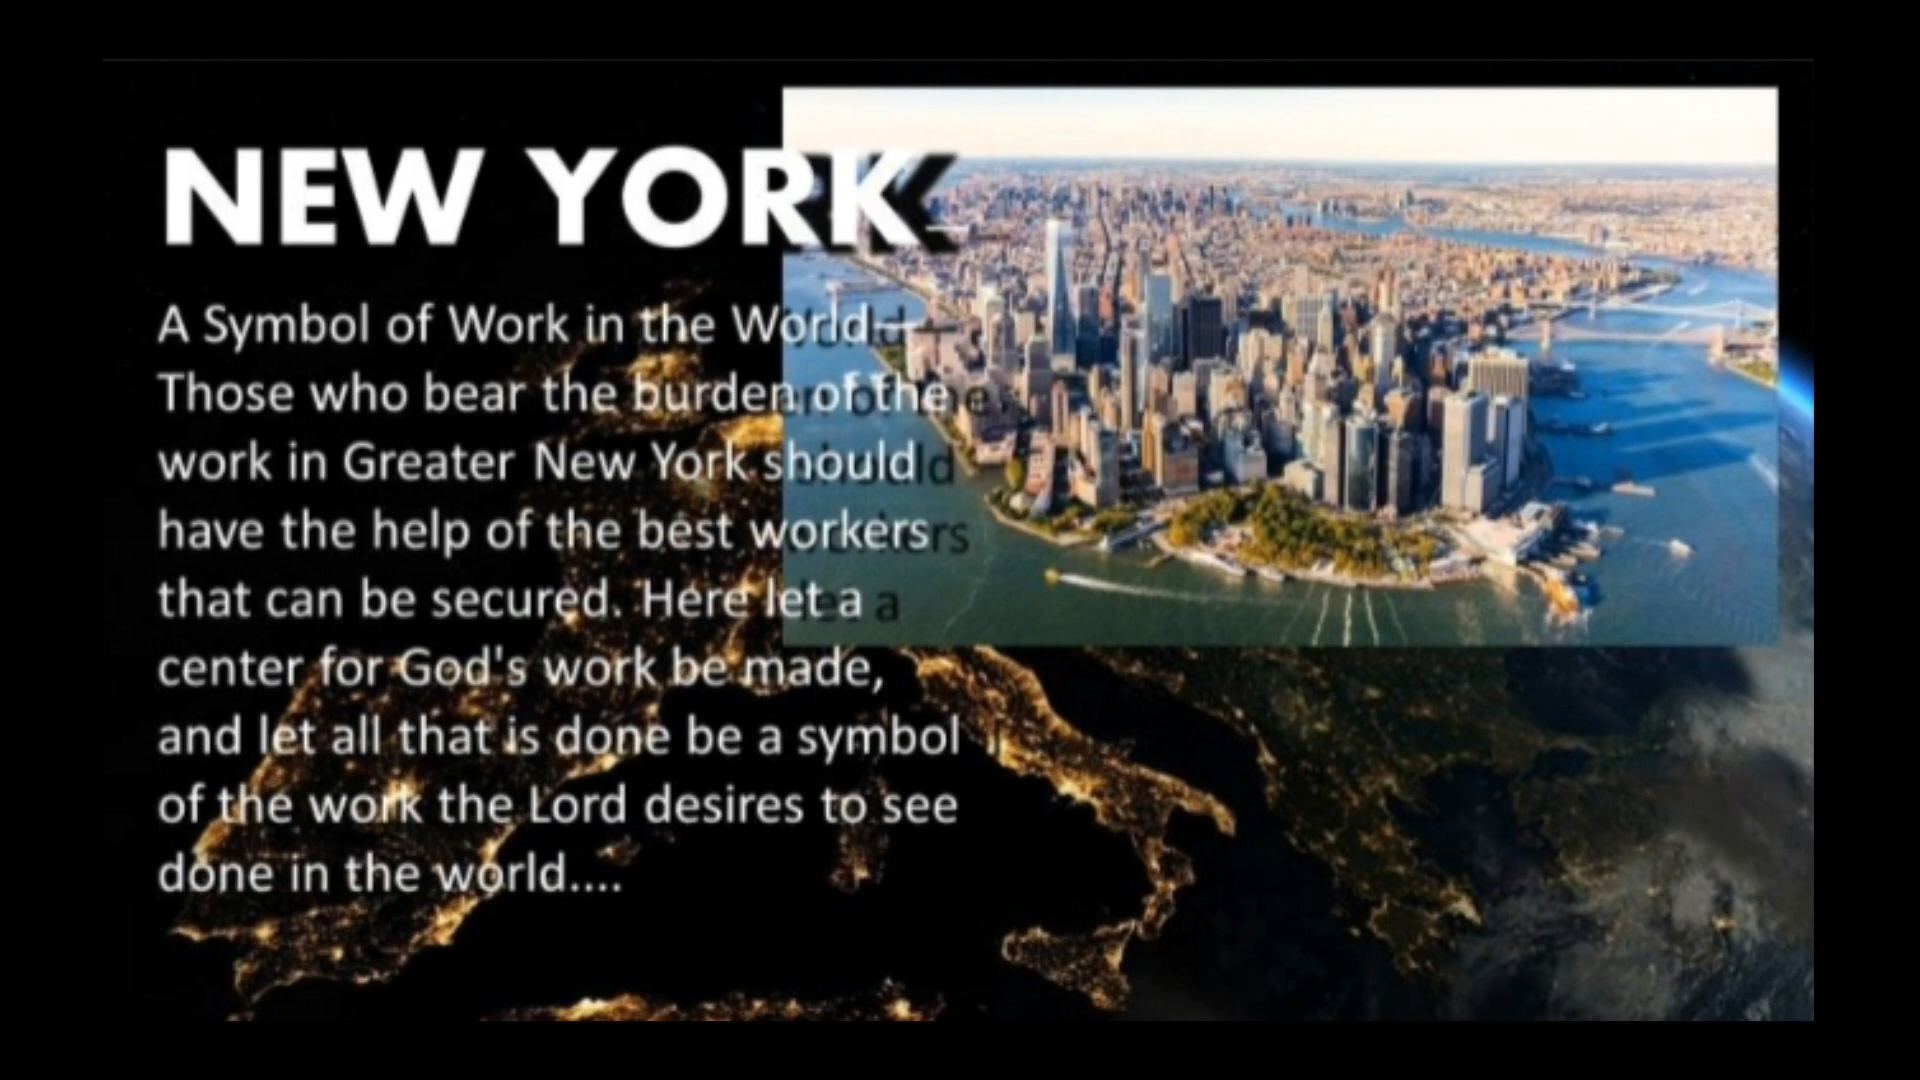 NEW YORK
A Symbol of Work in the World—
Those who bear the burden of the
work in Greater New York should
have the help of the best workers
that can be secured. Here let a
center for God's work be made,
and let all that is done be a symbol
of the work the Lord desires to see
done in the world....